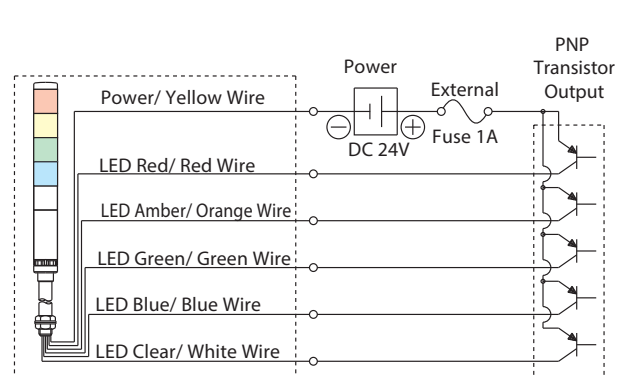 PNP
Transistor
Output
Power
External
Fuse 1A
Power/ Yellow Wire
− +
DC 24V
LED Red/ Red Wire
LED Amber/ Orange Wire
LED Green/ Green Wire
LED Blue/ Blue Wire
LED Clear/ White Wire